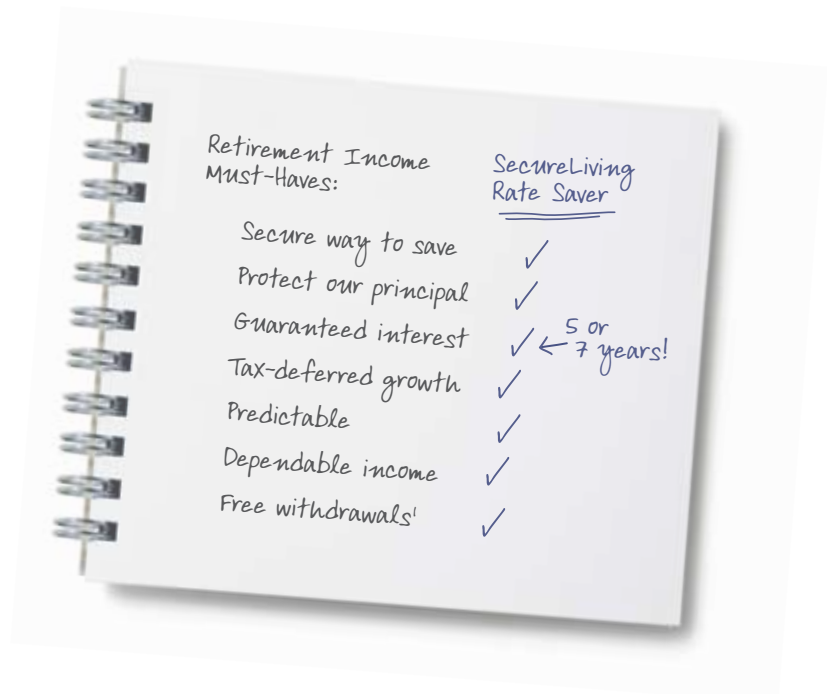 Retirement Income
Must-Haves:
SecureLiving
Rate Saver
Secure way to save ✓
Protect our principal ✓
Guaranteed interest ✓ ← 5 or
7 years!
Tax-deferred growth ✓
Predictable ✓
Dependable income ✓
Free withdrawals¹ ✓